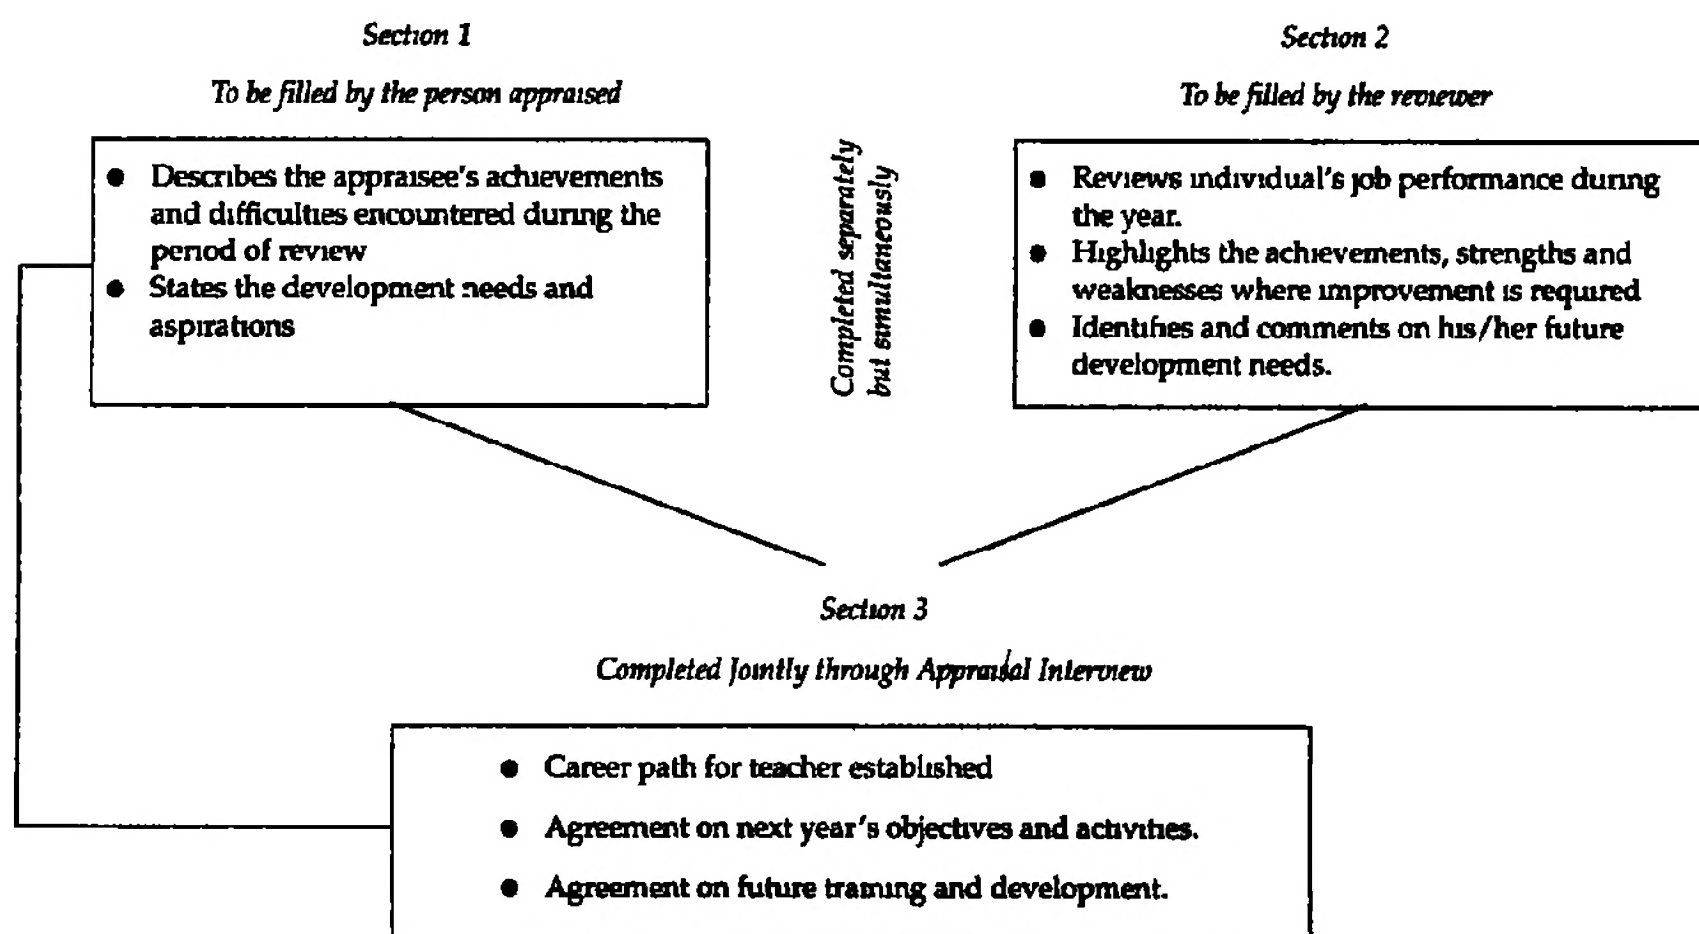 Section 1
To be filled by the person appraised
● Describes the appraisee's achievements
and difficulties encountered during the
period of review
● States the development needs and
aspirations
Completed separately
but simultaneously
Section 2
To be filled by the reviewer
● Reviews individual's job performance during
the year.
● Highlights the achievements, strengths and
weaknesses where improvement is required
● Identifies and comments on his/her future
development needs.
Section 3
Completed Jointly through Appraisal Interview
● Career path for teacher established
● Agreement on next year's objectives and activities.
● Agreement on future training and development.